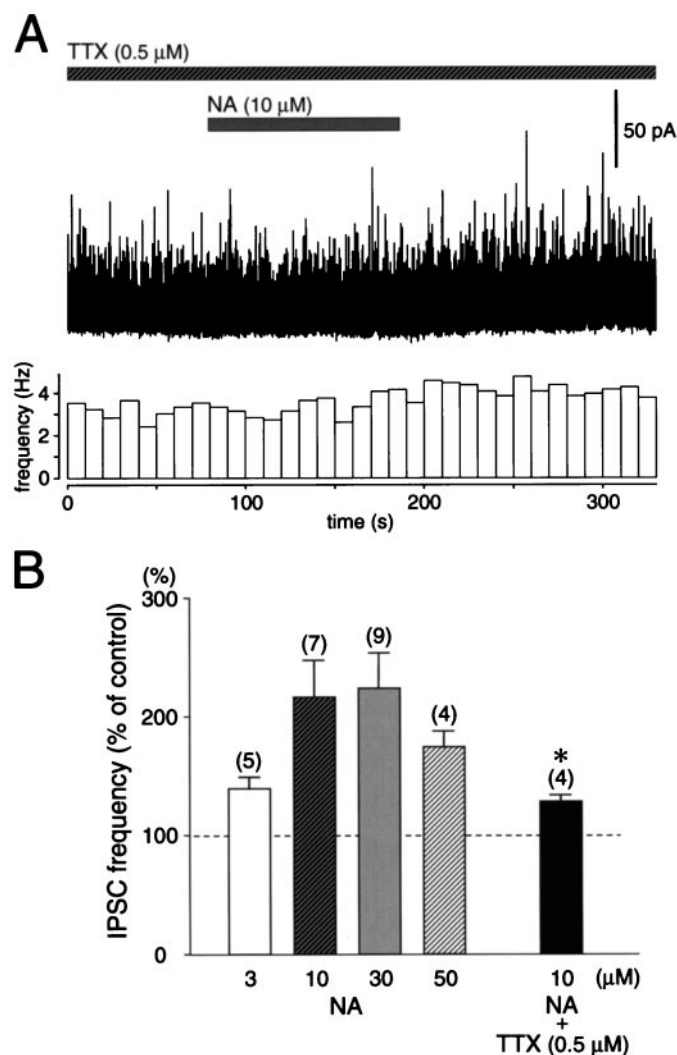 A
TTX (0.5 μM)
NA (10 μM)
50 pA
frequency (Hz)
4
2
0
0 100 200 300
time (s)
B
(%)
IPSC frequency (% of control)
300
200
100
0
(5) (7) (9) (4) * (4)
3 10 30 50 10 (μM)
NA NA
+
TTX (0.5 μM)